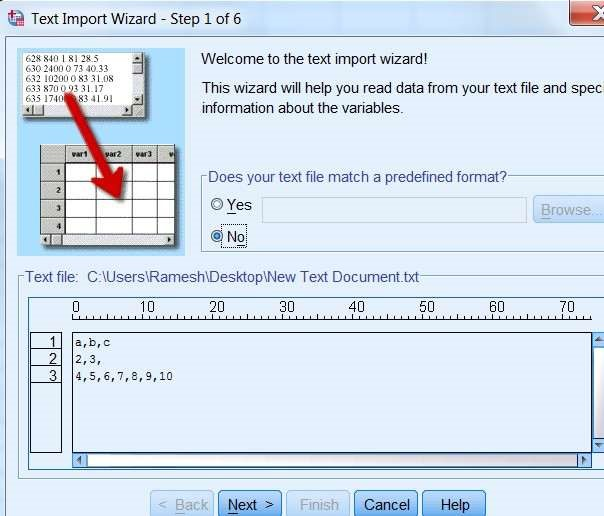 Text Import Wizard - Step 1 of 6
628 840 1 81 28.5
630 2400 0 73 40.33
632 10200 0 83 31.08
633 870 0 93 31.17
635 17400 0 83 41.91
var1 var2 var3 v
1
2
3
4
Welcome to the text import wizard!
This wizard will help you read data from your text file and speci
information about the variables.
Does your text file match a predefined format?
Yes
Browse...
No
Text file: C:\Users\Ramesh\Desktop\New Text Document.txt
0 10 20 30 40 50 60 70
1 a,b,c
2 2,3,
3 4,5,6,7,8,9,10
< Back Next > Finish Cancel Help